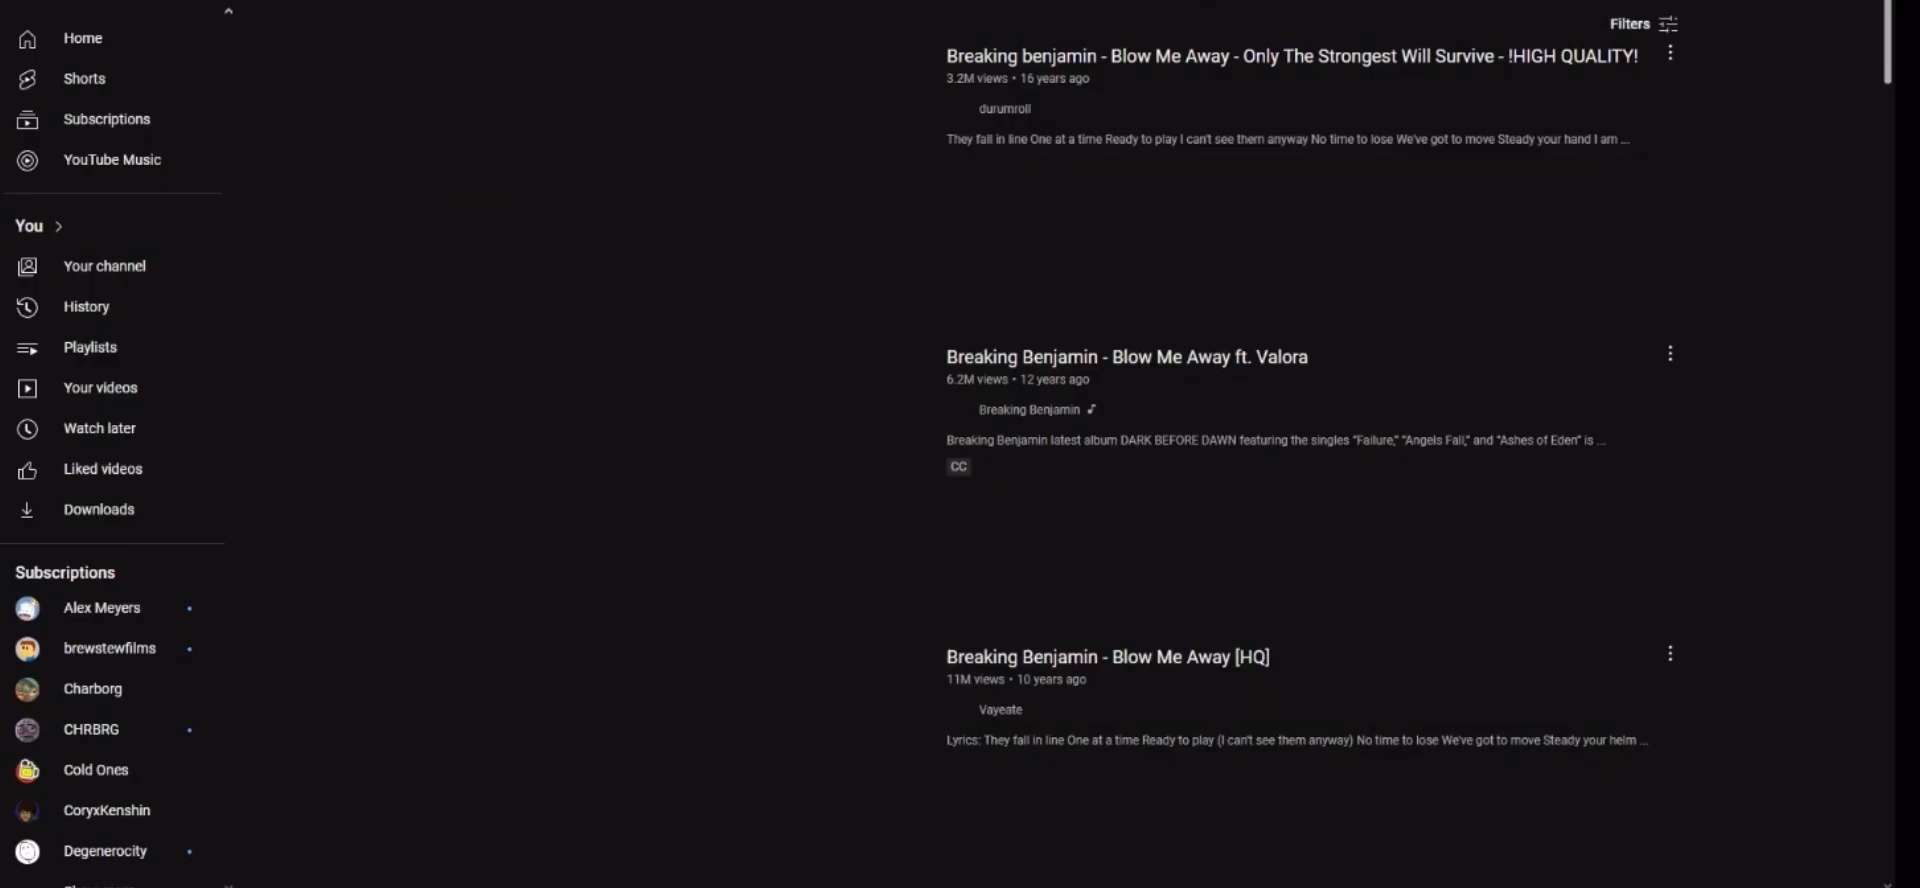 Home
Shorts
Subscriptions
YouTube Music
You
Your channel
History
Playlists
Your videos
Watch later
Liked videos
Downloads
Subscriptions
Alex Meyers
brewstewfilms
Charborg
CHRBRG
Cold Ones
CoryxKenshin
Degenerocity
Filters
Breaking benjamin - Blow Me Away - Only The Strongest Will Survive - !HIGH QUALITY!
3.2M views • 16 years ago
durumroll
They fall in line One at a time Ready to play I can't see them anyway No time to lose We've got to move Steady your hand I am ...
Breaking Benjamin - Blow Me Away ft. Valora
6.2M views • 12 years ago
Breaking Benjamin
Breaking Benjamin latest album DARK BEFORE DAWN featuring the singles "Failure," "Angels Fall," and "Ashes of Eden" is ...
CC
Breaking Benjamin - Blow Me Away [HQ]
11M views • 10 years ago
Vayeate
Lyrics: They fall in line One at a time Ready to play (I can't see them anyway) No time to lose We've got to move Steady your helm ...